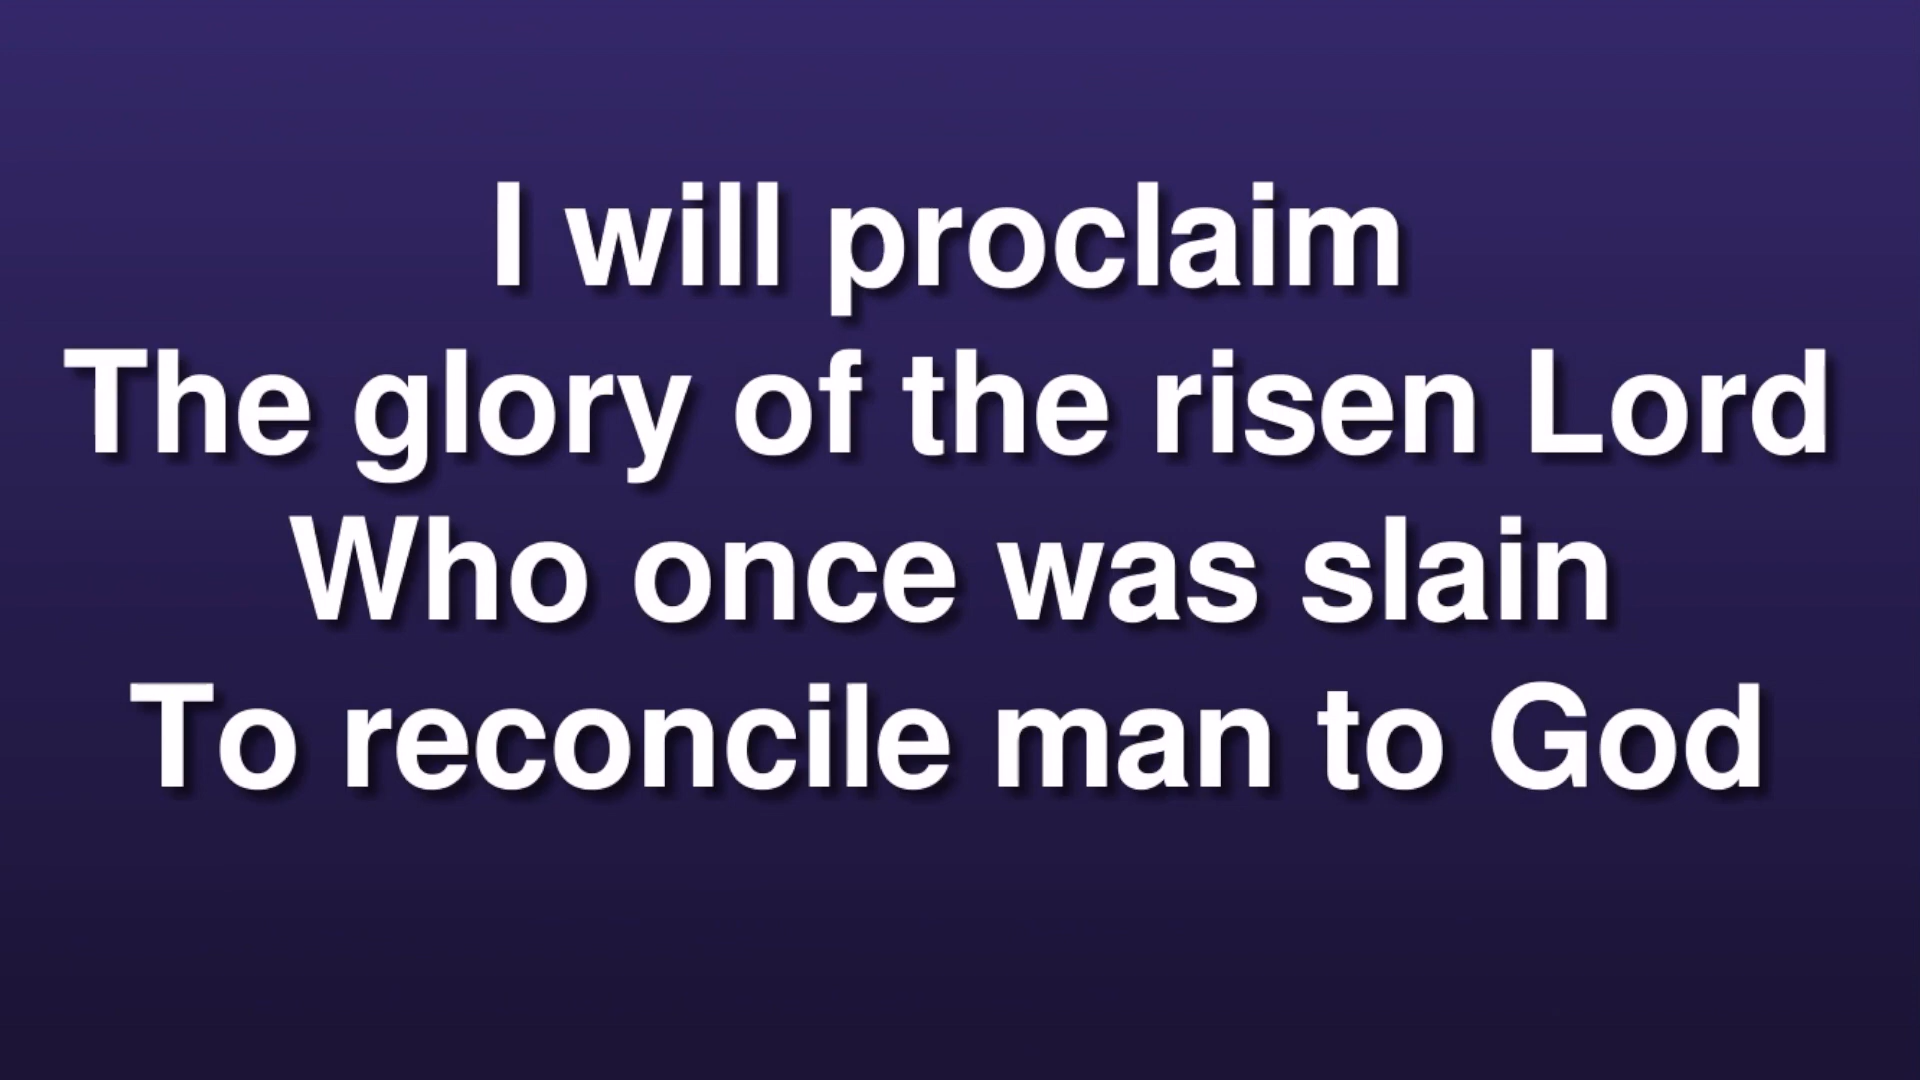 I will proclaim
The glory of the risen Lord
Who once was slain
To reconcile man to God